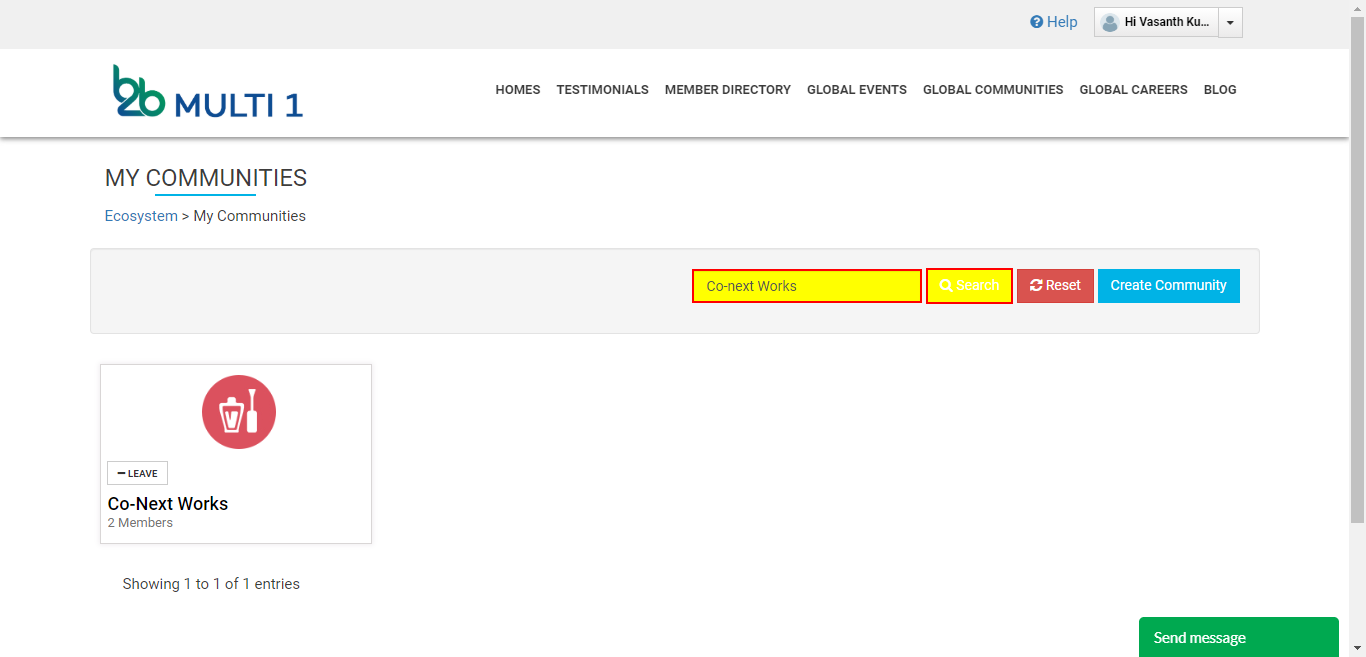 Help
Hi Vasanth Ku...
b2b MULTI 1
HOMES TESTIMONIALS MEMBER DIRECTORY GLOBAL EVENTS GLOBAL COMMUNITIES GLOBAL CAREERS BLOG
MY COMMUNITIES
Ecosystem > My Communities
Co-next Works
Search
Reset
Create Community
LEAVE
Co-Next Works
2 Members
Showing 1 to 1 of 1 entries
Send message